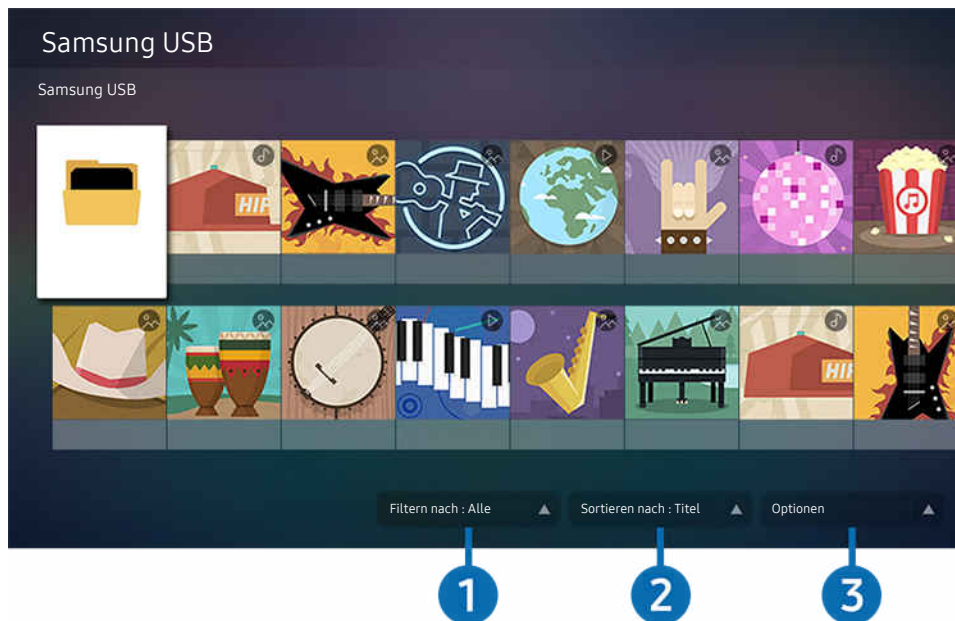 Samsung USB
Samsung USB
HIP
HIP
Filtern nach : Alle
Sortieren nach : Titel
Optionen
1
2
3